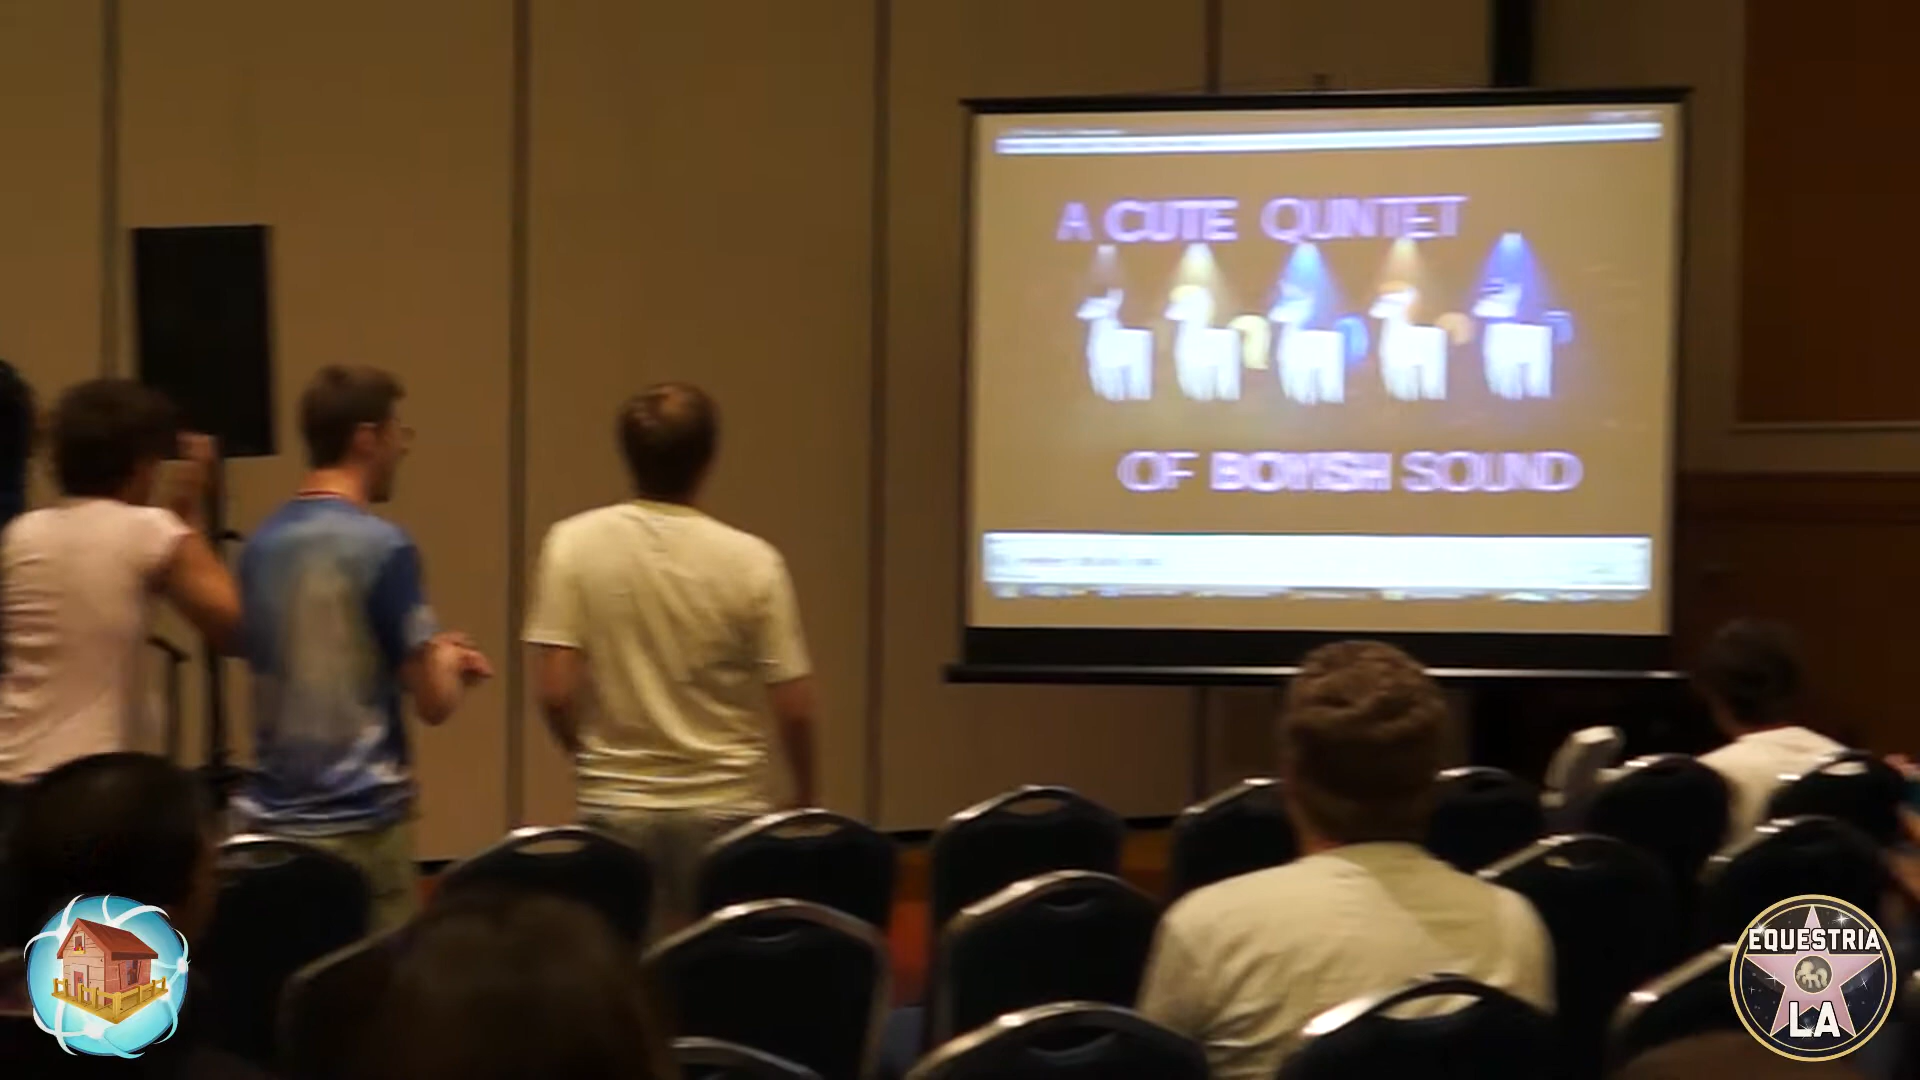 A CUTE QUINTET
OF BOYISH SOUND
EQUESTRIA
LA